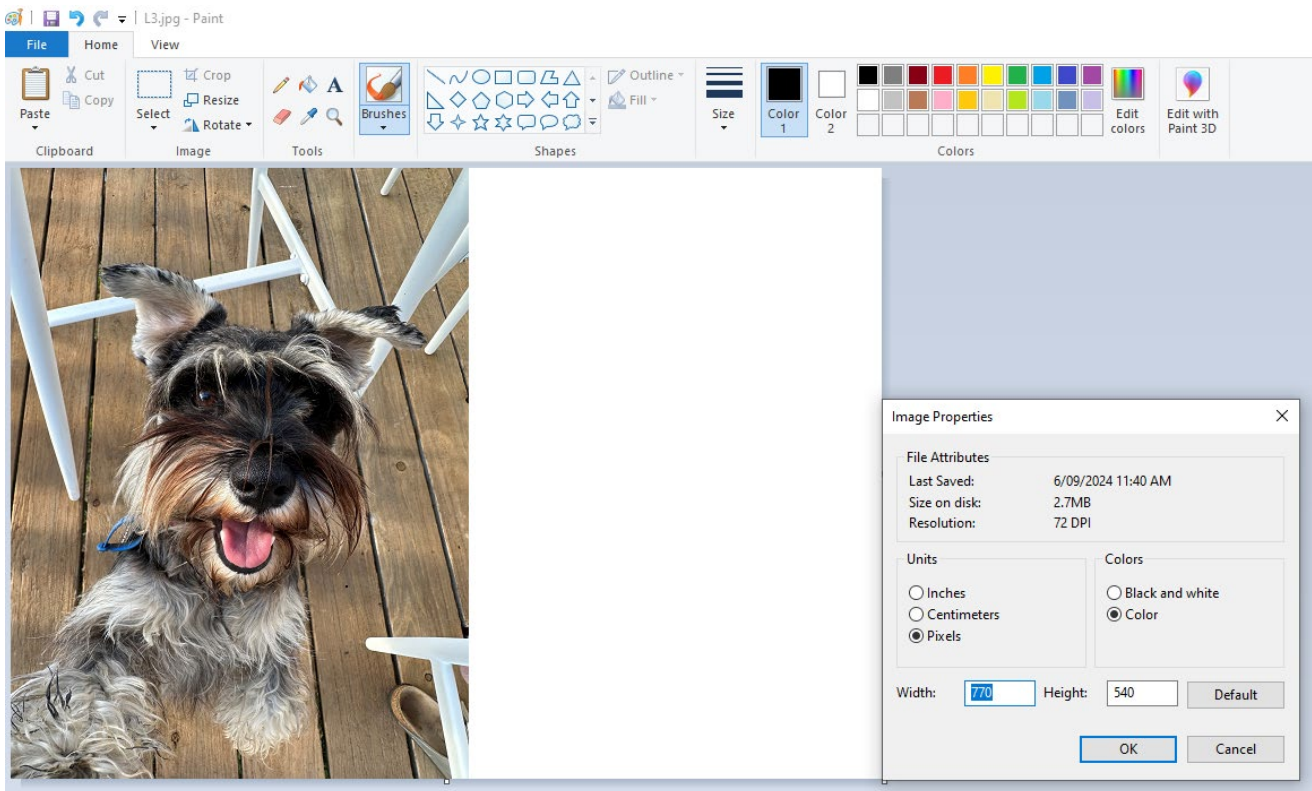 L3.jpg - Paint
File Home View
Paste
Cut
Copy
Clipboard
Select
Crop
Resize
Rotate
Image
A
Tools
Brushes
Shapes
Outline
Fill
Size
Color
1
Color
2
Edit
colors
Colors
Edit with
Paint 3D
Image Properties
File Attributes
Last Saved: 6/09/2024 11:40 AM
Size on disk: 2.7MB
Resolution: 72 DPI
Units
Inches
Centimeters
Pixels
Colors
Black and white
Color
Width: 770 Height: 540 Default
OK Cancel